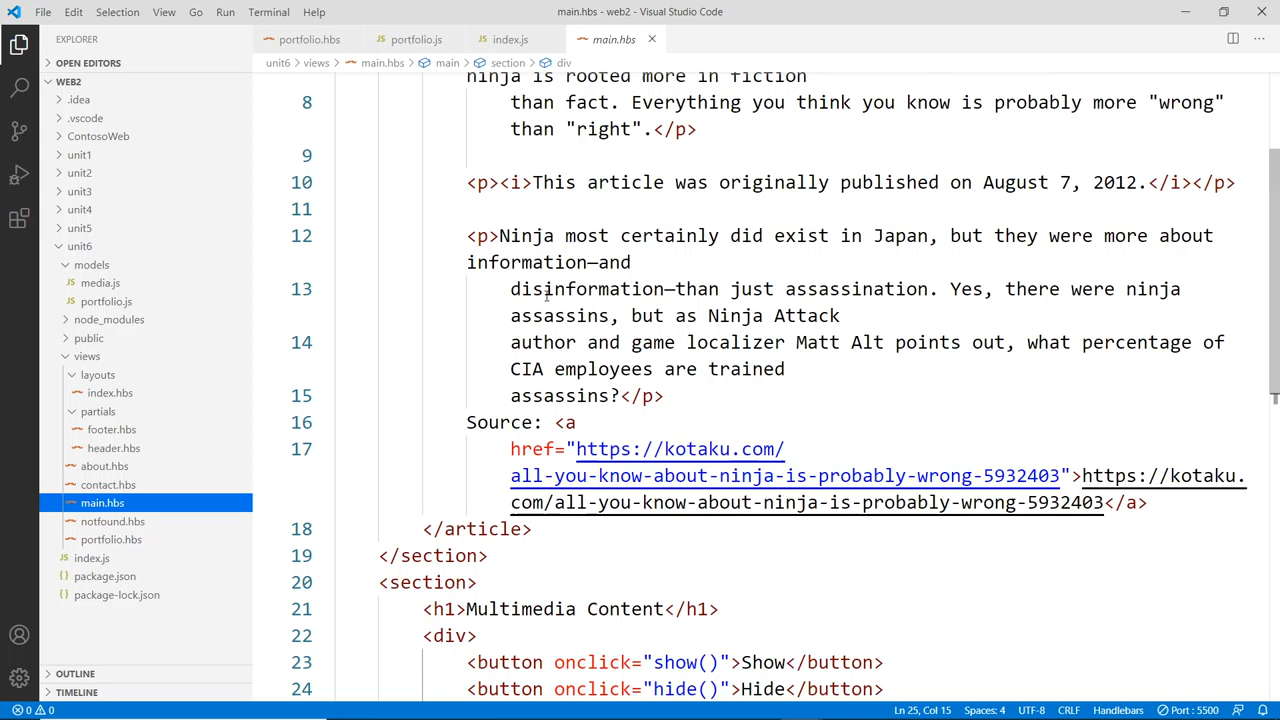 File Edit Selection View Go Run Terminal Help main.hbs - web2 - Visual Studio Code
EXPLORER
OPEN EDITORS
WEB2
.idea
.vscode
ContosoWeb
unit1
unit2
unit3
unit4
unit5
unit6
models
JS media.js
JS portfolio.js
node_modules
public
views
layouts
index.hbs
partials
footer.hbs
header.hbs
about.hbs
contact.hbs
main.hbs
notfound.hbs
portfolio.hbs
JS index.js
{} package.json
{} package-lock.json
OUTLINE
TIMELINE
portfolio.hbs JS portfolio.js JS index.js main.hbs
unit6 > views > main.hbs > main > section > div
ninja is rooted more in fiction
8 than fact. Everything you think you know is probably more "wrong"
than "right".</p>
9
10 <p><i>This article was originally published on August 7, 2012.</i></p>
11
12 <p>Ninja most certainly did exist in Japan, but they were more about
information—and
13 disinformation—than just assassination. Yes, there were ninja
assassins, but as Ninja Attack
14 author and game localizer Matt Alt points out, what percentage of
CIA employees are trained
15 assassins?</p>
16 Source: <a
17 href="https://kotaku.com/
all-you-know-about-ninja-is-probably-wrong-5932403">https://kotaku.
com/all-you-know-about-ninja-is-probably-wrong-5932403</a>
18 </article>
19 </section>
20 <section>
21 <h1>Multimedia Content</h1>
22 <div>
23 <button onclick="show()">Show</button>
24 <button onclick="hide()">Hide</button>
0 0 Ln 25, Col 15 Spaces: 4 UTF-8 CRLF Handlebars Port : 5500